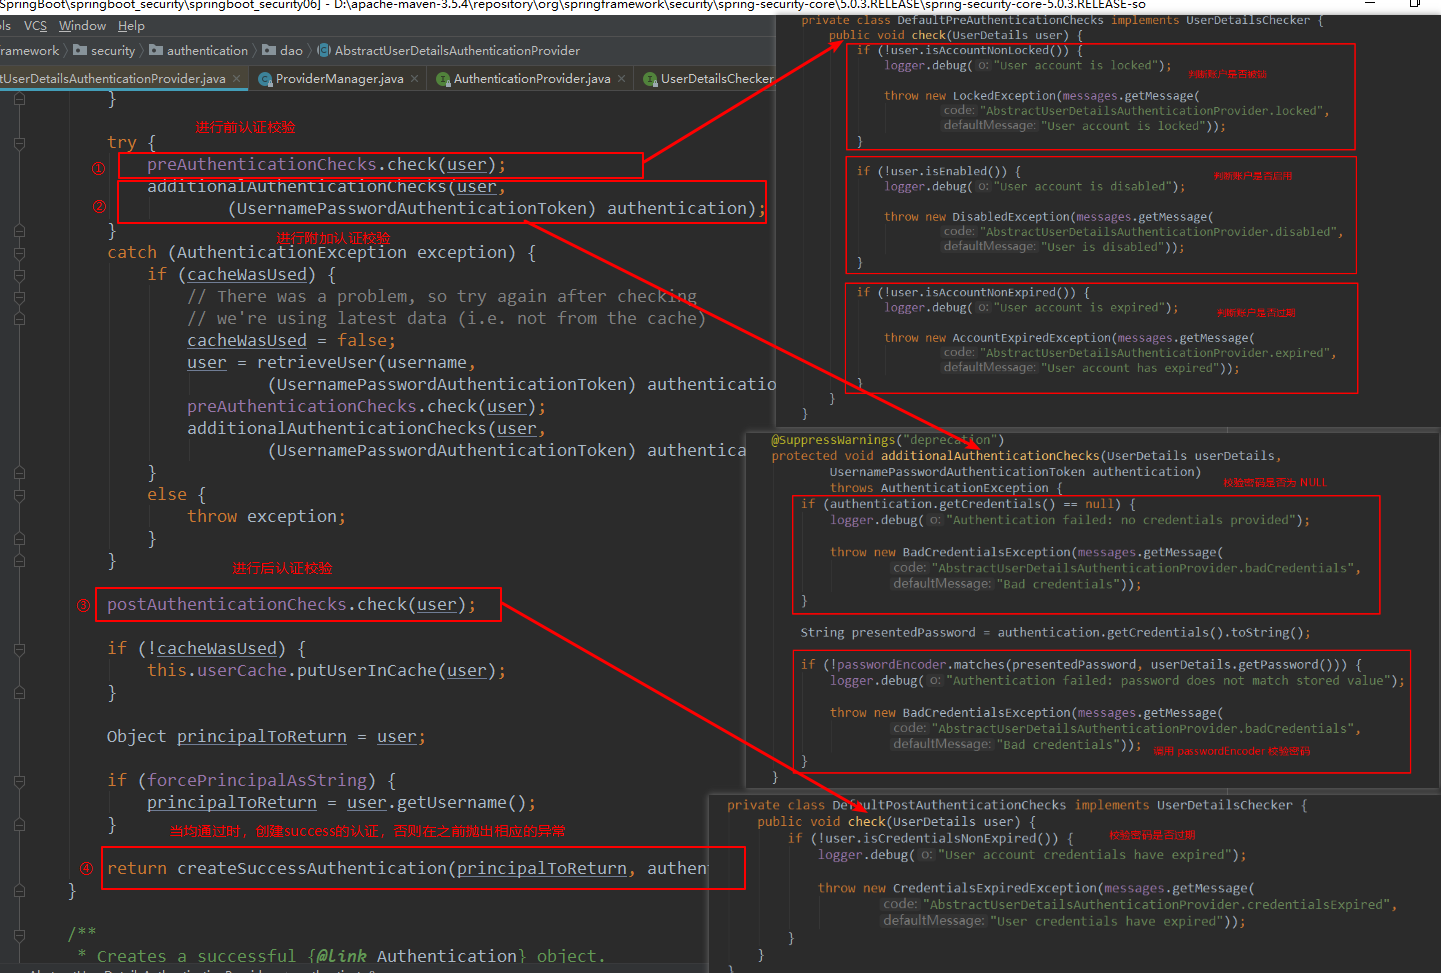 SpringBoot\springboot_security\springboot_security06] - D:\apache-maven-3.5.4\repository\org\springframework\security\spring-security-core\5.0.3.RELEASE\spring-security-core-5.0.3.RELEASE-so
ls VCS Window Help
ramework security authentication dao AbstractUserDetailsAuthenticationProvider
tUserDetailsAuthenticationProvider.java ProviderManager.java AuthenticationProvider.java UserDetailsChecker
}
进行前认证校验
try {
① preAuthenticationChecks.check(user);
additionalAuthenticationChecks(user,
② (UsernamePasswordAuthenticationToken) authentication);
}
进行附加认证校验
catch (AuthenticationException exception) {
if (cacheWasUsed) {
// There was a problem, so try again after checking
// we're using latest data (i.e. not from the cache)
cacheWasUsed = false;
user = retrieveUser(username,
(UsernamePasswordAuthenticationToken) authenticatio
preAuthenticationChecks.check(user);
additionalAuthenticationChecks(user,
(UsernamePasswordAuthenticationToken) authentica
}
else {
throw exception;
}
}
进行后认证校验
③ postAuthenticationChecks.check(user);
if (!cacheWasUsed) {
this.userCache.putUserInCache(user);
}
Object principalToReturn = user;
if (forcePrincipalAsString) {
principalToReturn = user.getUsername();
}
当均通过时，创建success的认证，否则在之前抛出相应的异常
④ return createSuccessAuthentication(principalToReturn, authen
}
/**
* Creates a successful {@link Authentication} object.
private class DefaultPreAuthenticationChecks implements UserDetailsChecker {
public void check(UserDetails user) {
if (!user.isAccountNonLocked()) {
logger.debug( o: "User account is locked");
判断账户是否被锁
throw new LockedException(messages.getMessage(
code: "AbstractUserDetailsAuthenticationProvider.locked",
defaultMessage: "User account is locked"));
}
if (!user.isEnabled()) {
判断账户是否启用
logger.debug( o: "User account is disabled");
throw new DisabledException(messages.getMessage(
code: "AbstractUserDetailsAuthenticationProvider.disabled",
defaultMessage: "User is disabled"));
}
if (!user.isAccountNonExpired()) {
logger.debug( o: "User account is expired");
判断账户是否过期
throw new AccountExpiredException(messages.getMessage(
code: "AbstractUserDetailsAuthenticationProvider.expired",
defaultMessage: "User account has expired"));
}
}
}
@SuppressWarnings("deprecation")
protected void additionalAuthenticationChecks(UserDetails userDetails,
UsernamePasswordAuthenticationToken authentication)
throws AuthenticationException {
校验密码是否为 NULL
if (authentication.getCredentials() == null) {
logger.debug( o: "Authentication failed: no credentials provided");
throw new BadCredentialsException(messages.getMessage(
code: "AbstractUserDetailsAuthenticationProvider.badCredentials",
defaultMessage: "Bad credentials"));
}
String presentedPassword = authentication.getCredentials().toString();
if (!passwordEncoder.matches(presentedPassword, userDetails.getPassword())) {
logger.debug( o: "Authentication failed: password does not match stored value");
throw new BadCredentialsException(messages.getMessage(
code: "AbstractUserDetailsAuthenticationProvider.badCredentials",
defaultMessage: "Bad credentials"));
调用 passwordEncoder 校验密码
}
}
private class DefaultPostAuthenticationChecks implements UserDetailsChecker {
public void check(UserDetails user) {
if (!user.isCredentialsNonExpired()) {
校验密码是否过期
logger.debug( o: "User account credentials have expired");
throw new CredentialsExpiredException(messages.getMessage(
code: "AbstractUserDetailsAuthenticationProvider.credentialsExpired",
defaultMessage: "User credentials have expired"));
}
}
}